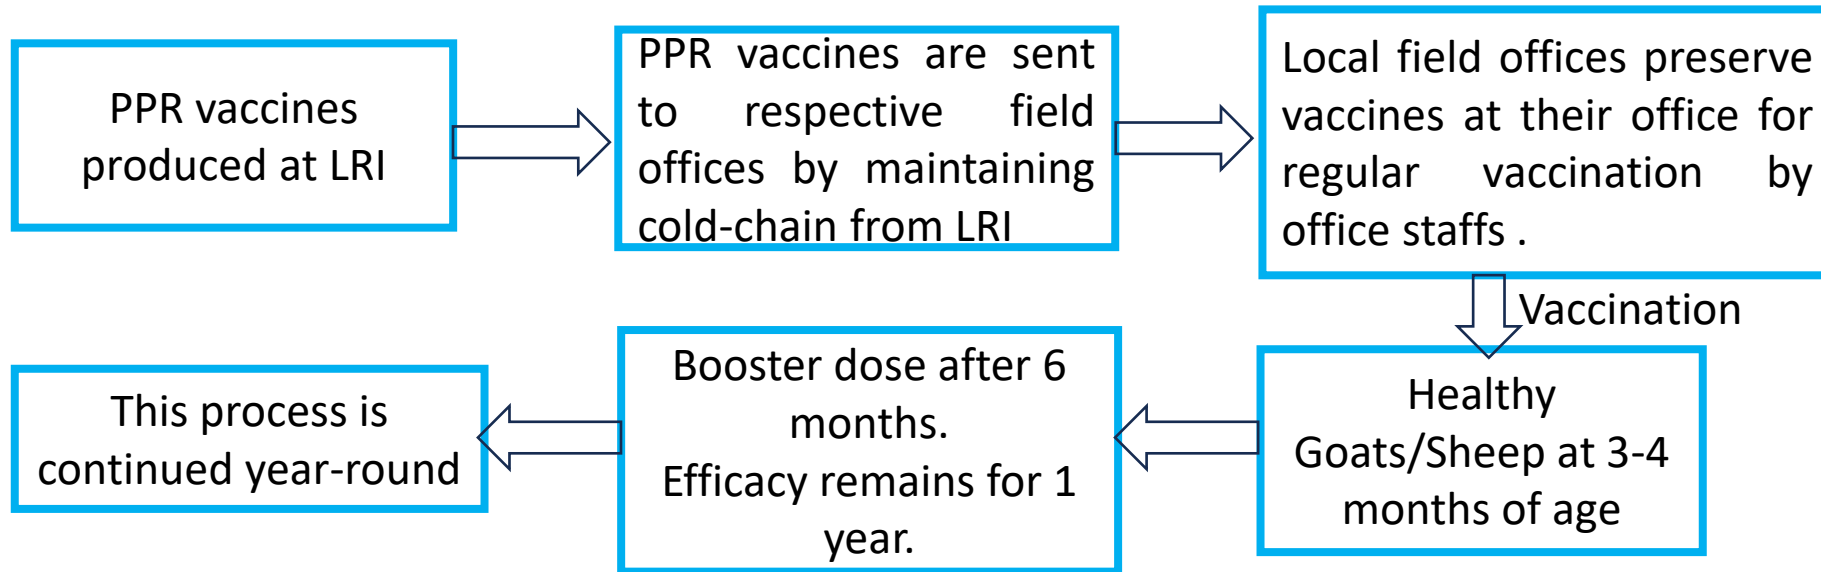 PPR vaccines
produced at LRI
PPR vaccines are sent
to respective field
offices by maintaining
cold-chain from LRI
Local field offices preserve
vaccines at their office for
regular vaccination by
office staffs .
Vaccination
Healthy
Goats/Sheep at 3-4
months of age
Booster dose after 6
months.
Efficacy remains for 1
year.
This process is
continued year-round